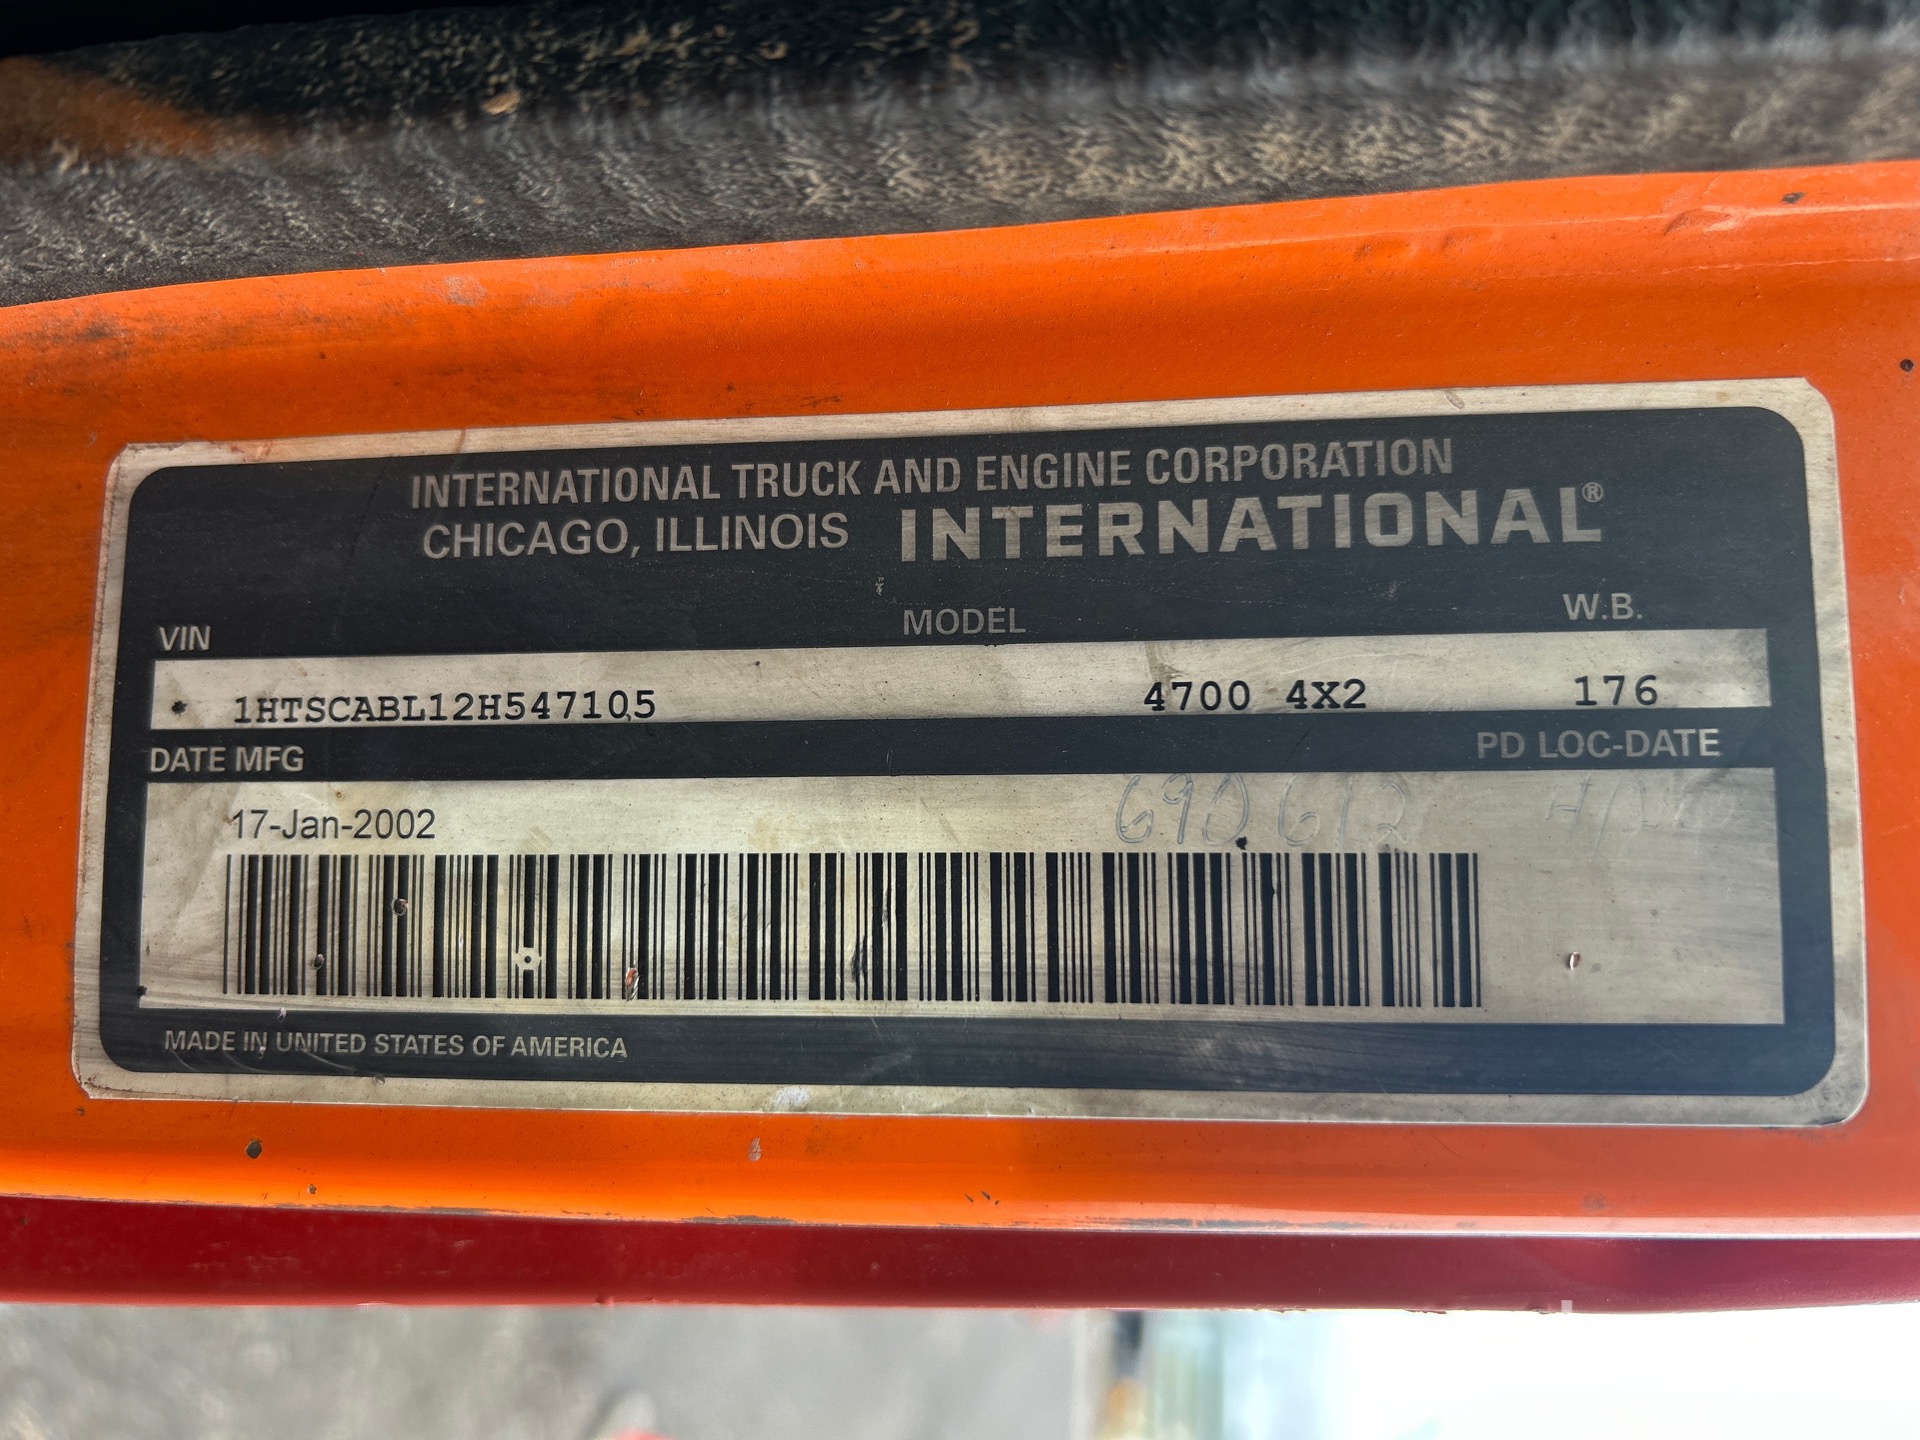 INTERNATIONAL TRUCK AND ENGINE CORPORATION
CHICAGO, ILLINOIS INTERNATIONAL®
VIN MODEL W.B.
1HTSCABL12H547105 4700 4X2 176
DATE MFG PD LOC-DATE
690612
17-Jan-2002
MADE IN UNITED STATES OF AMERICA